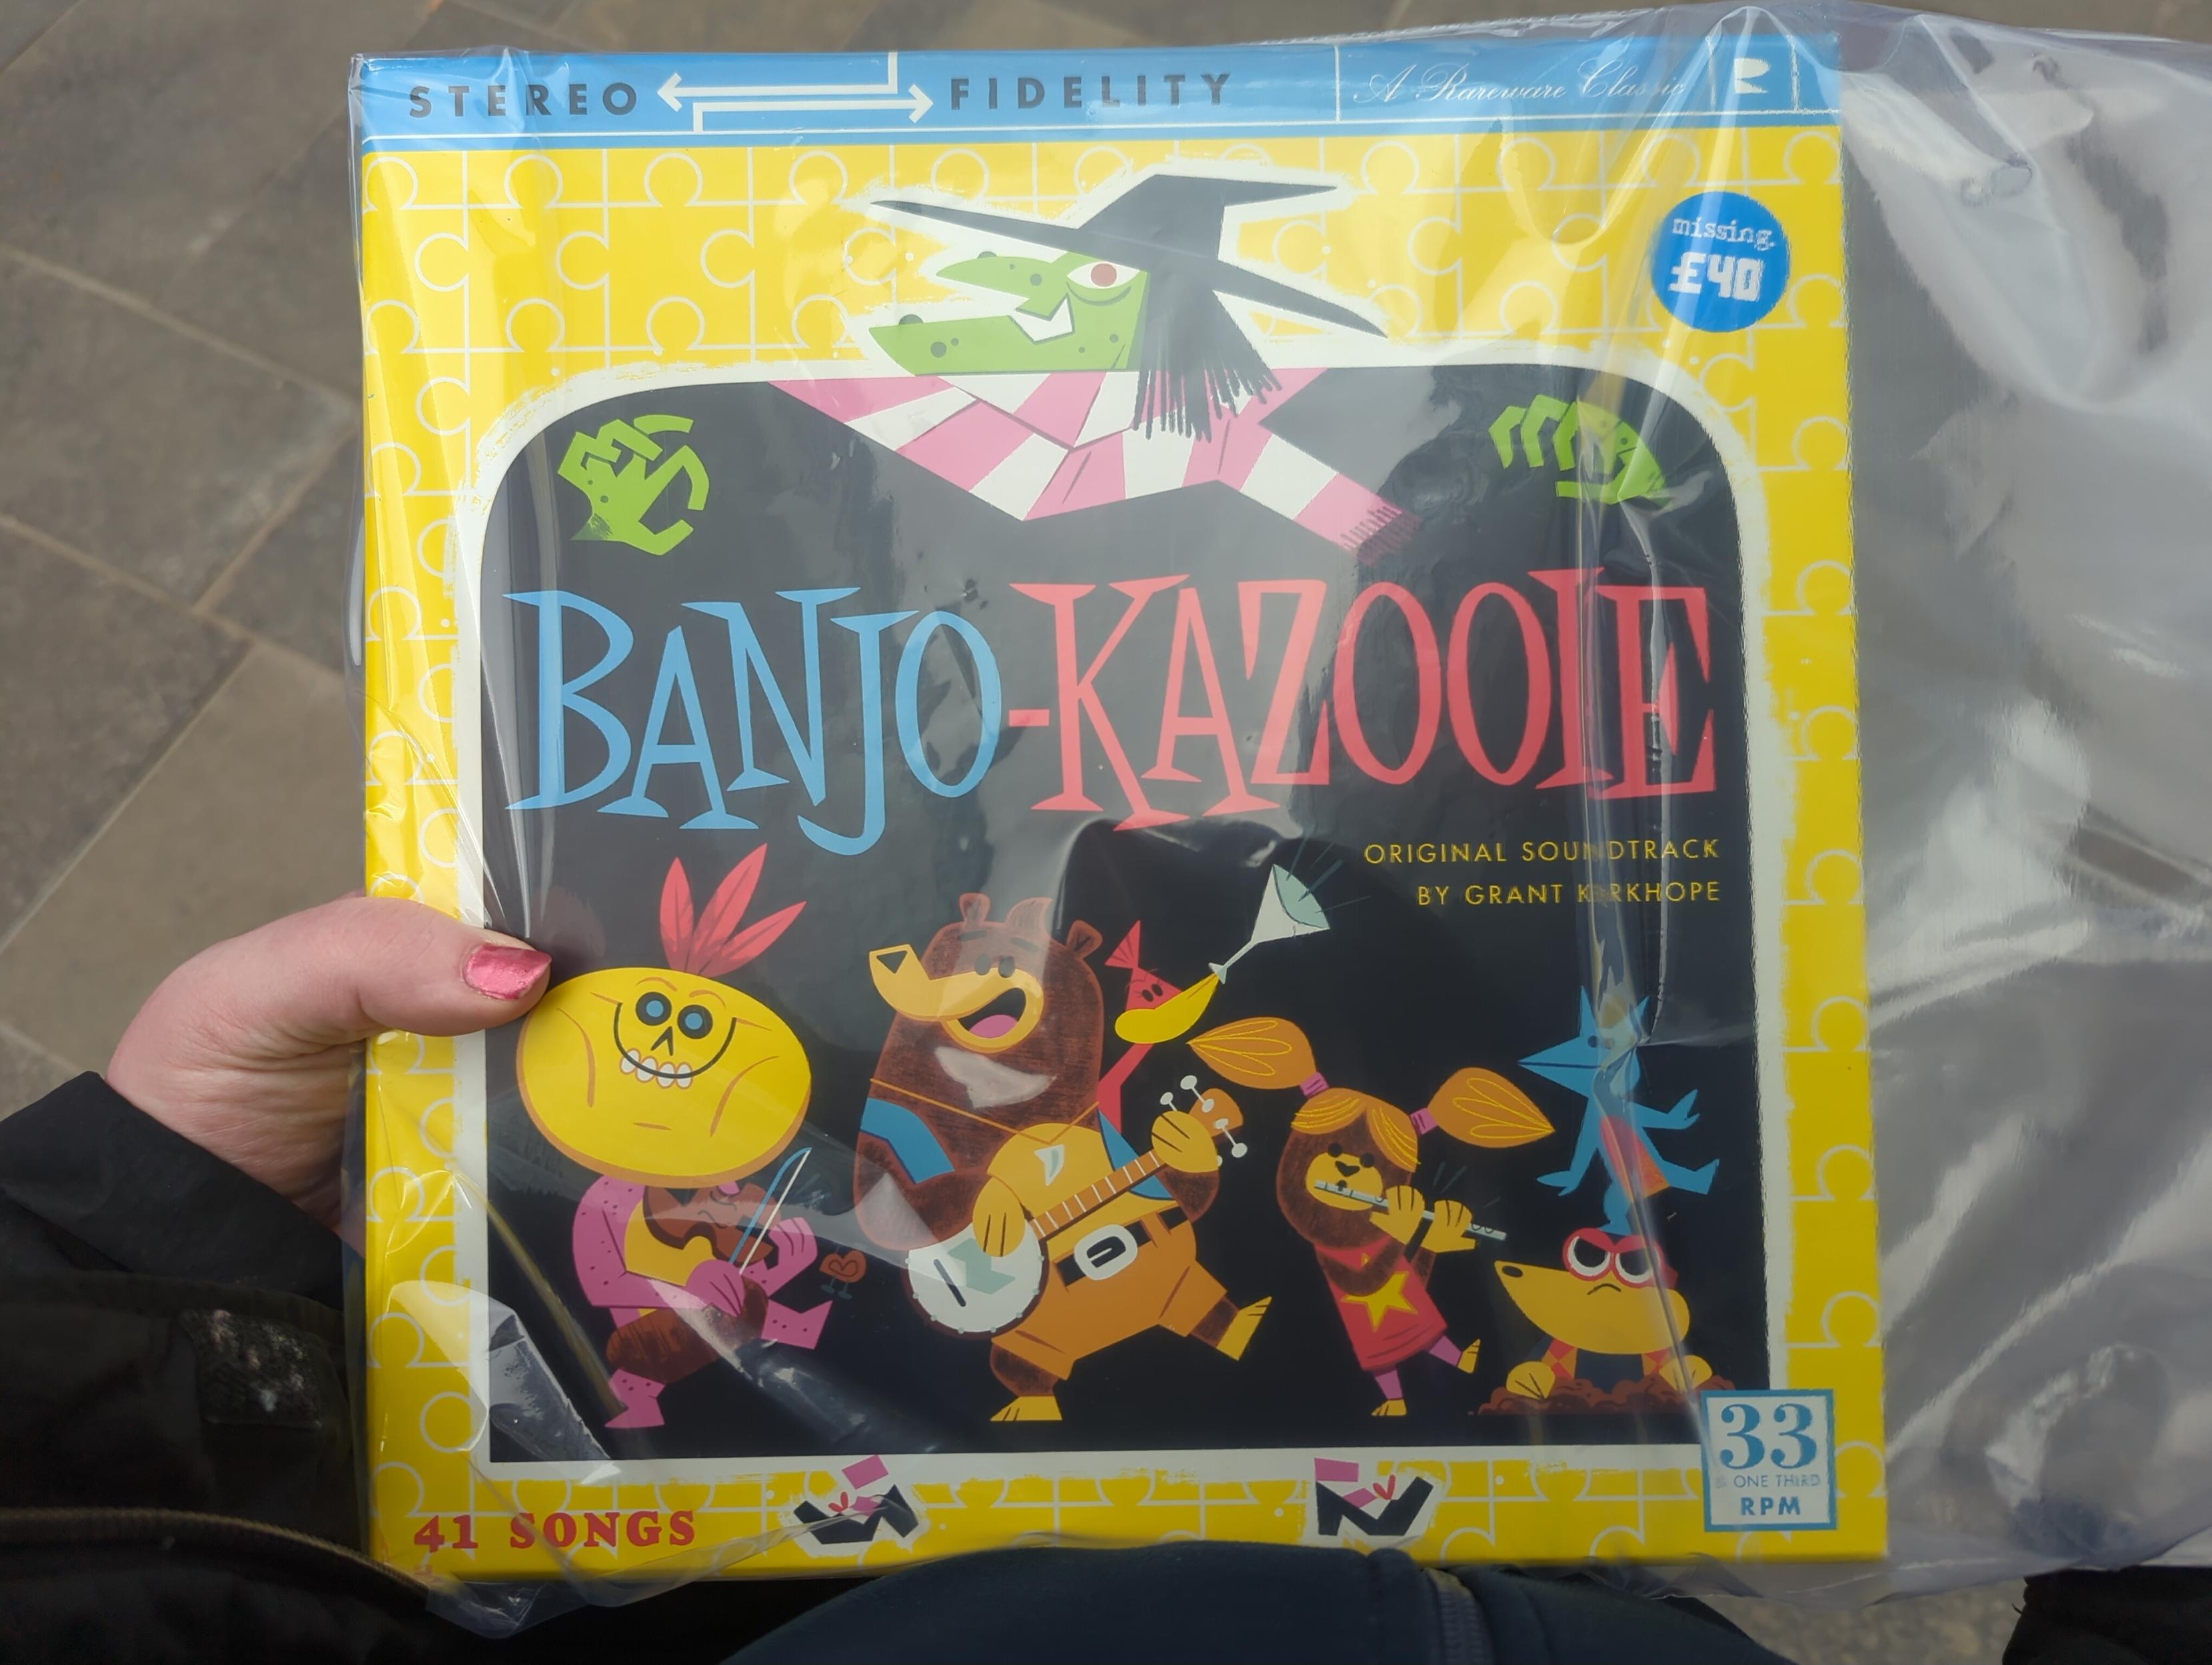 STEREO FIDELITY
A Rareware Classic
R
missing.
£40
BANJO-KAZOOIE
ORIGINAL SOUNDTRACK
BY GRANT KIRKHOPE
33
& ONE THIRD
RPM
41 SONGS